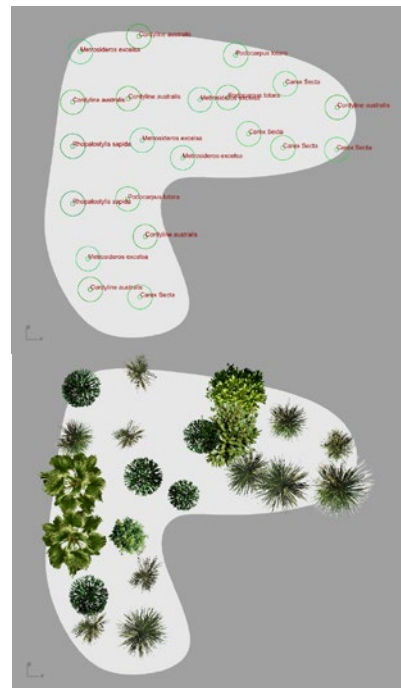 Cordyline australis
Metrosideros excelsa
Podocarpus totara
Carex Secta
Cordyline australis
Cordyline australis
Metrosideros excelsa
Podocarpus totara
Cordyline australis
Rhopalostylis sapida
Metrosideros excelsa
Carex Secta
Metrosideros excelsa
Carex Secta
Carex Secta
Rhopalostylis sapida
Podocarpus totara
Cordyline australis
Metrosideros excelsa
Cordyline australis
Carex Secta